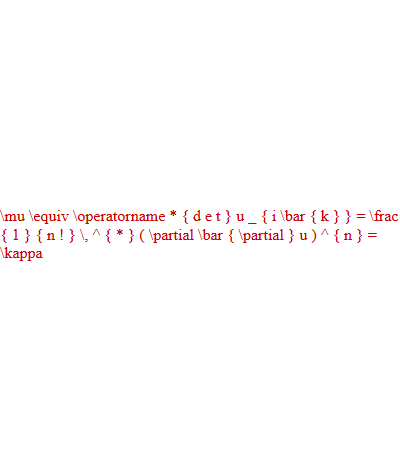 \mu \equiv \operatorname * { d e t } u _ { i \bar { k } } = \frac
{ 1 } { n ! } \, ^ { * } ( \partial \bar { \partial } u ) ^ { n } =
\kappa